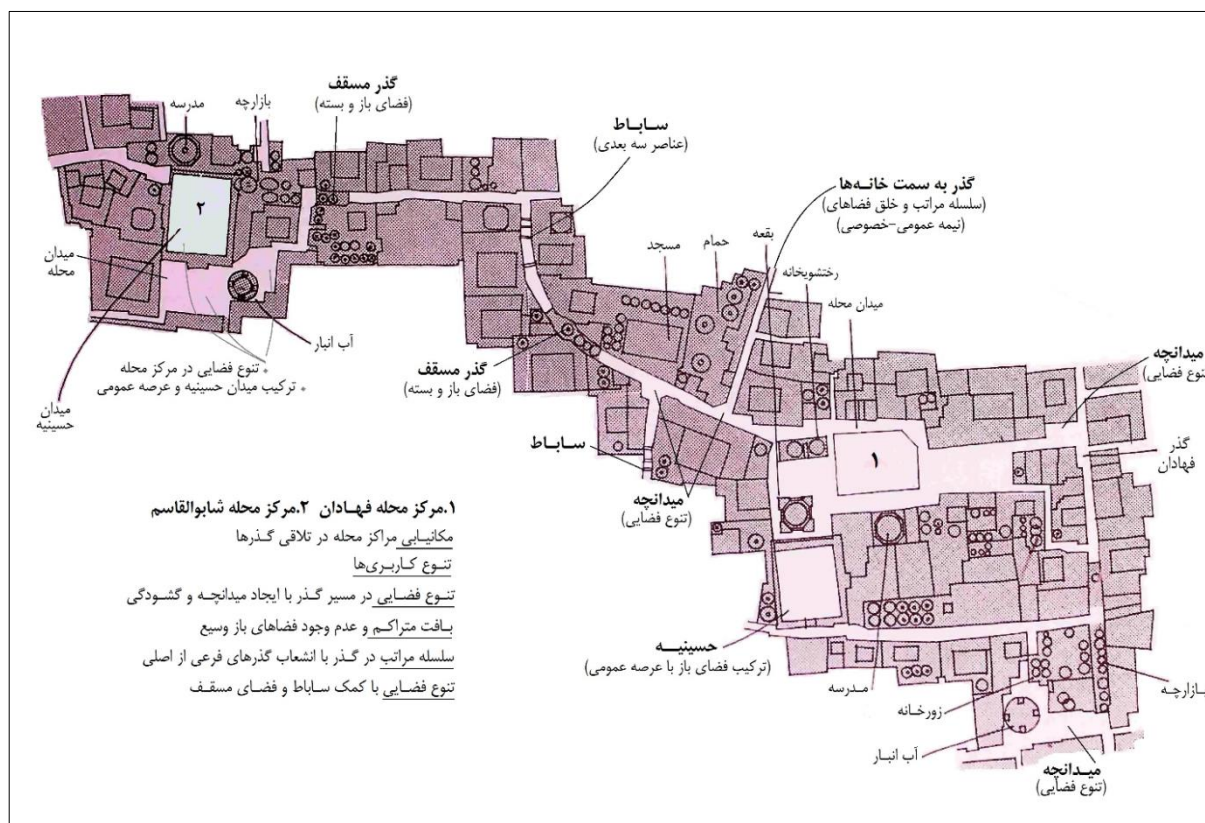 گذر مسقف
(فضای باز و بسته)
بازارچه
مدرسه
ساباط
(عناصر سه بعدی)
گذر به سمت خانه‌ها
(سلسله مراتب و خلق فضاهای
نیمه عمومی-خصوصی)
بقعه
حمام
مسجد
رختشویخانه
میدان محله
میدانچه
(تنوع فضایی)
گذر
فهادان
۲
میدان
محله
آب انبار
* تنوع فضایی در مرکز محله
* ترکیب میدان حسینیه و عرصه عمومی
میدان
حسینیه
گذر مسقف
(فضای باز و بسته)
ساباط
میدانچه
(تنوع فضایی)
۱
حسینیه
(ترکیب فضای باز با عرصه عمومی)
مدرسه
زورخانه
آب انبار
بازارچه
میدانچه
(تنوع فضایی)
۱.مرکز محله فهادان ۲.مرکز محله شابوالقاسم
مکانیابی مراکز محله در تلاقی گذرها
تنوع کاربری‌ها
تنوع فضایی در مسیر گذر با ایجاد میدانچه و گشودگی
بافت متراکم و عدم وجود فضاهای باز وسیع
سلسله مراتب در گذر با انشعاب گذرهای فرعی از اصلی
تنوع فضایی با کمک ساباط و فضای مسقف